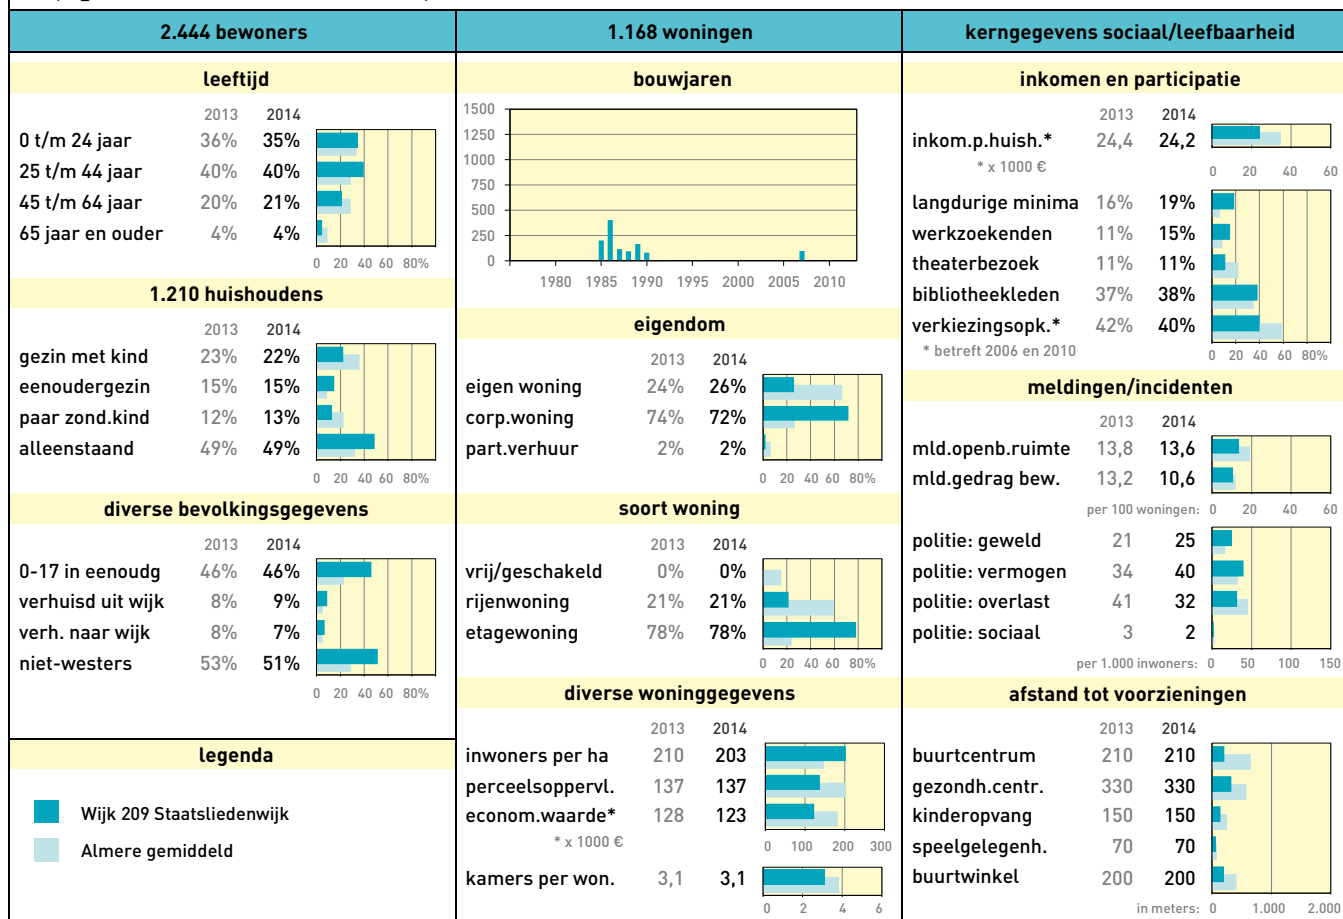 2.444 bewoners
leeftijd
2013 2014
0 t/m 24 jaar 36% 35%
25 t/m 44 jaar 40% 40%
45 t/m 64 jaar 20% 21%
65 jaar en ouder 4% 4%
0 20 40 60 80%
1.210 huishoudens
2013 2014
gezin met kind 23% 22%
eenoudergezin 15% 15%
paar zond.kind 12% 13%
alleenstaand 49% 49%
0 20 40 60 80%
diverse bevolkingsgegevens
2013 2014
0-17 in eenoudg 46% 46%
verhuisd uit wijk 8% 9%
verh. naar wijk 8% 7%
niet-westers 53% 51%
0 20 40 60 80%
legenda
Wijk 209 Staatsliedenwijk
Almere gemiddeld
1.168 woningen
bouwjaren
1500
1250
1000
750
500
250
0
1980 1985 1990 1995 2000 2005 2010
eigendom
2013 2014
eigen woning 24% 26%
corp.woning 74% 72%
part.verhuur 2% 2%
0 20 40 60 80%
soort woning
2013 2014
vrij/geschakeld 0% 0%
rijenwoning 21% 21%
etagewoning 78% 78%
0 20 40 60 80%
diverse woninggegevens
2013 2014
inwoners per ha 210 203
perceelsoppervl. 137 137
econom.waarde* 128 123
* x 1000 €
0 100 200 300
kamers per won. 3,1 3,1
0 2 4 6
kerngegevens sociaal/leefbaarheid
inkomen en participatie
2013 2014
inkom.p.huish.* 24,4 24,2
* x 1000 €
0 20 40 60
langdurige minima 16% 19%
werkzoekenden 11% 15%
theaterbezoek 11% 11%
bibliotheekleden 37% 38%
verkiezingsopk.* 42% 40%
* betreft 2006 en 2010
0 20 40 60 80%
meldingen/incidenten
2013 2014
mld.openb.ruimte 13,8 13,6
mld.gedrag bew. 13,2 10,6
per 100 woningen: 0 20 40 60
politie: geweld 21 25
politie: vermogen 34 40
politie: overlast 41 32
politie: sociaal 3 2
per 1.000 inwoners: 0 50 100 150
afstand tot voorzieningen
2013 2014
buurtcentrum 210 210
gezondh.centr. 330 330
kinderopvang 150 150
speelgelegenh. 70 70
buurtwinkel 200 200
in meters: 0 1.000 2.000